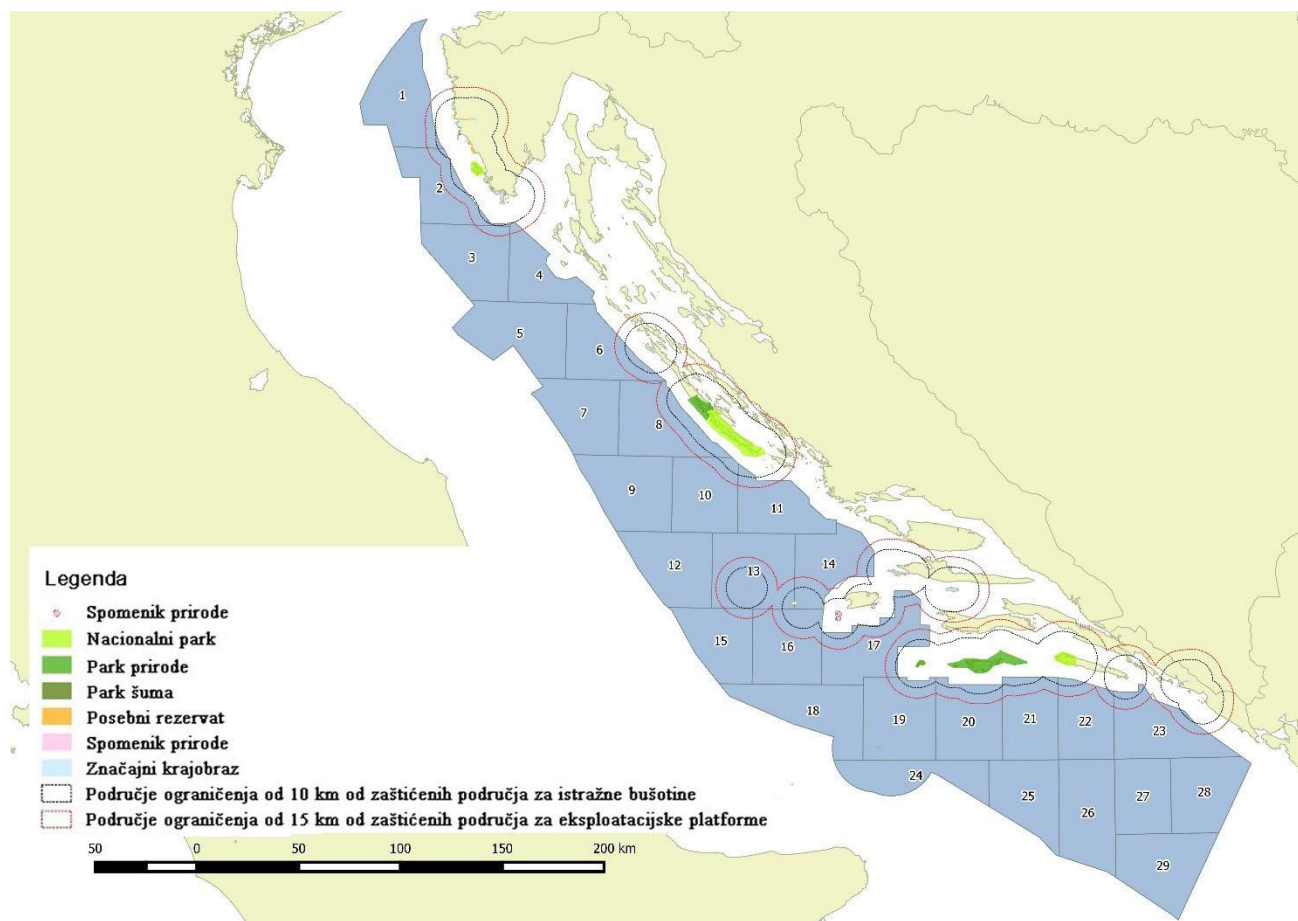 1
2
3
4
5
6
7
8
9
10
11
12
13
14
15
16
17
18
19
20
21
22
23
24
25
26
27
28
29
Legenda
Spomenik prirode
Nacionalni park
Park prirode
Park šuma
Posebni rezervat
Spomenik prirode
Značajni krajobraz
Područje ograničenja od 10 km od zaštićenih područja za istražne bušotine
Područje ograničenja od 15 km od zaštićenih područja za eksploatacijske platforme
50 0 50 100 150 200 km